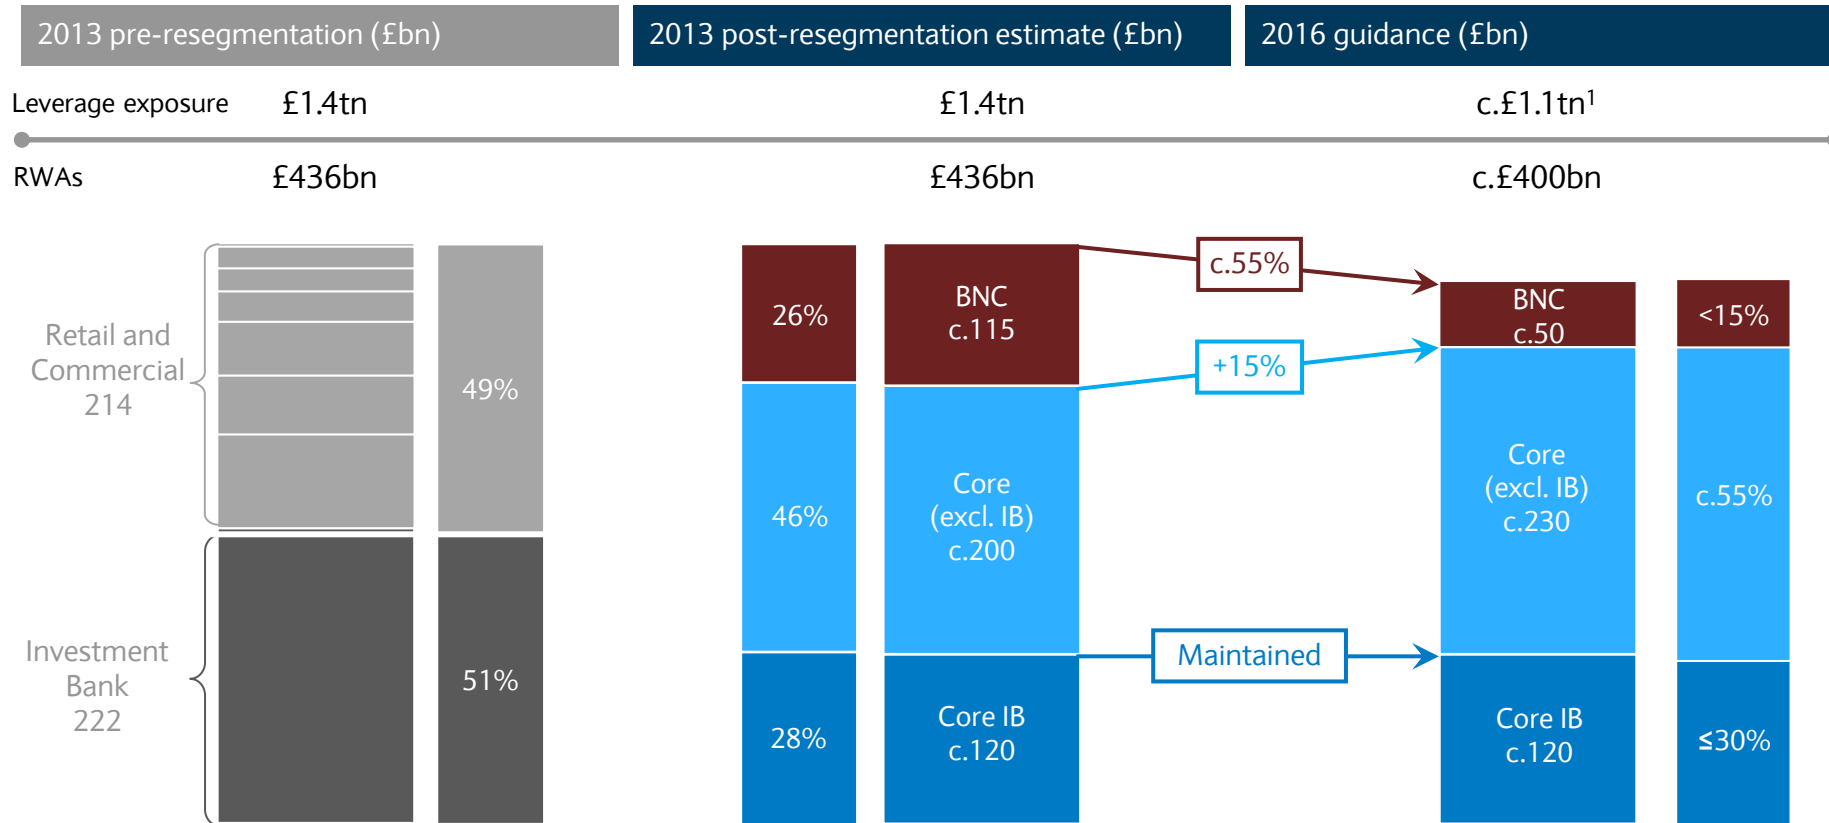 2013 pre-resegmentation (£bn)
2013 post-resegmentation estimate (£bn)
2016 guidance (£bn)
Leverage exposure
£1.4tn
£1.4tn
c.£1.1tn¹
RWAs
£436bn
£436bn
c.£400bn
Retail and
Commercial
214
49%
Investment
Bank
222
51%
26%
46%
28%
BNC
c.115
Core
(excl. IB)
c.200
Core IB
c.120
c.55%
+15%
Maintained
BNC
c.50
Core
(excl. IB)
c.230
Core IB
c.120
<15%
c.55%
≤30%